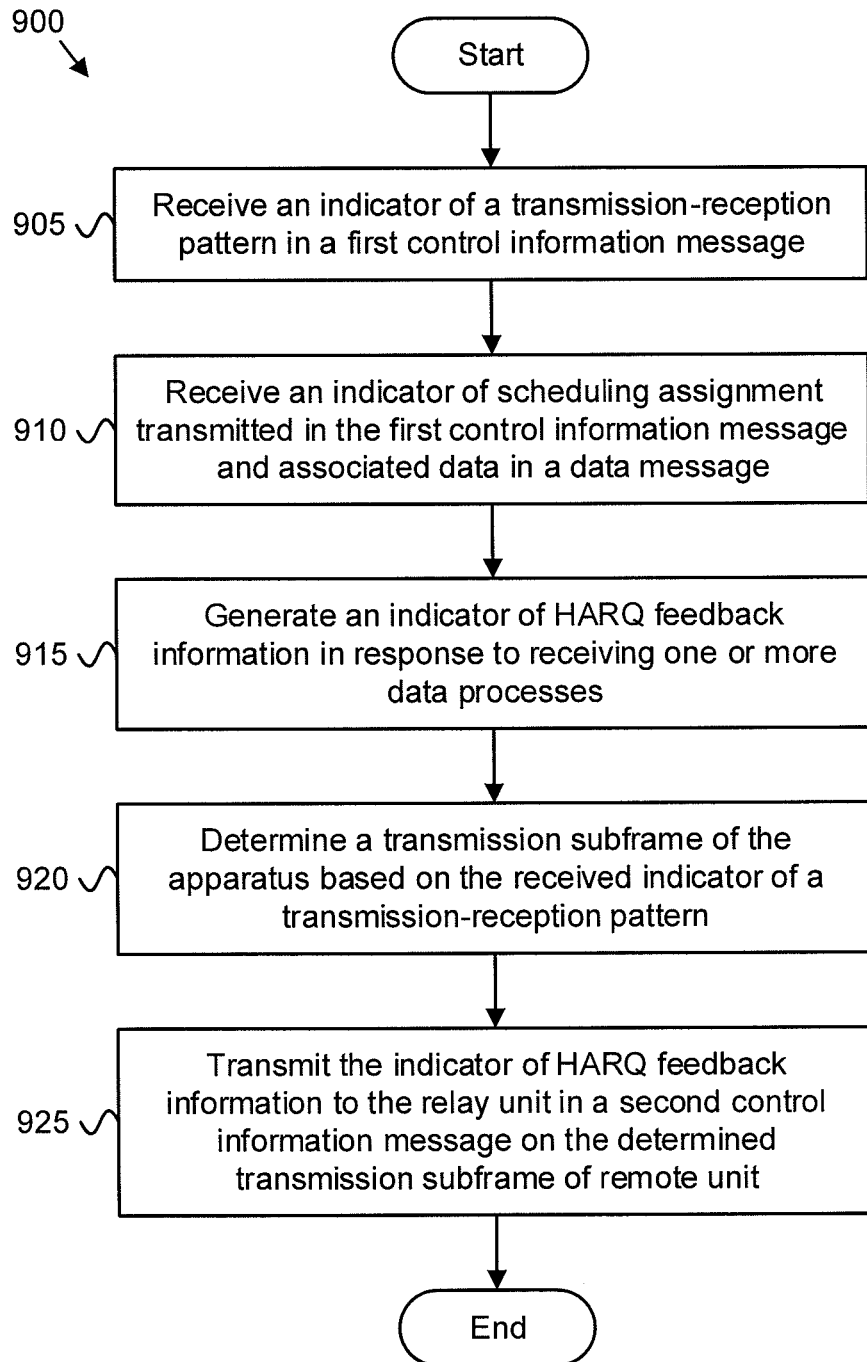 900
Start
905
Receive an indicator of a transmission-reception
pattern in a first control information message
910
Receive an indicator of scheduling assignment
transmitted in the first control information message
and associated data in a data message
915
Generate an indicator of HARQ feedback
information in response to receiving one or more
data processes
920
Determine a transmission subframe of the
apparatus based on the received indicator of a
transmission-reception pattern
925
Transmit the indicator of HARQ feedback
information to the relay unit in a second control
information message on the determined
transmission subframe of remote unit
End